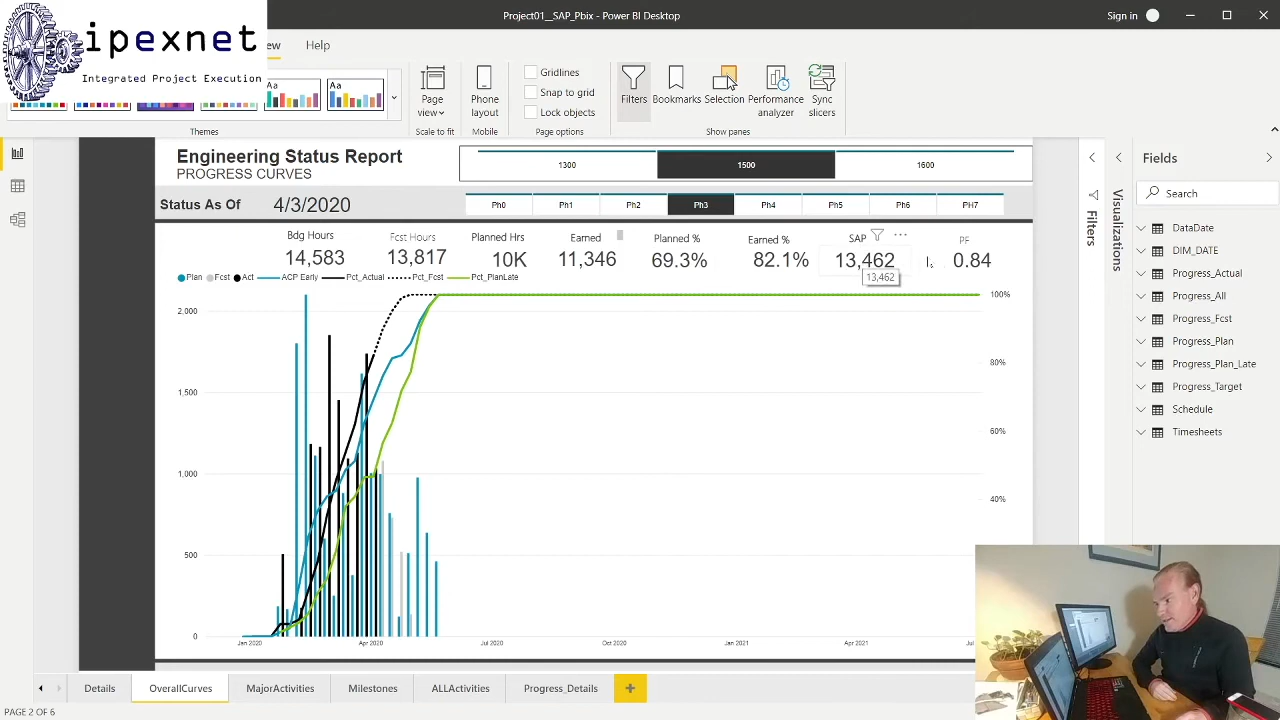 Project01__SAP_Pbix - Power BI Desktop
Sign in
ipexnet
Integrated Project Execution
Help
Aa
Aa
Page view
Phone layout
Gridlines
Snap to grid
Lock objects
Filters
Bookmarks
Selection
Performance analyzer
Sync slicers
Themes
Scale to fit
Mobile
Page options
Show panes
Engineering Status Report
PROGRESS CURVES
1300
1500
1600
Status As Of 4/3/2020
Ph0
Ph1
Ph2
Ph3
Ph4
Ph5
Ph6
PH7
Bdg Hours
14,583
Fcst Hours
13,817
Planned Hrs
10K
Earned
11,346
Planned %
69.3%
Earned %
82.1%
SAP
13,462
13,462
PF
0.84
Plan
Fcst
Act
ACP Early
Pct_Actual
Pct_Fcst
Pct_PlanLate
2,000
1,500
1,000
500
0
100%
80%
60%
40%
Jan 2020
Apr 2020
Jul 2020
Oct 2020
Jan 2021
Apr 2021
Filters
Visualizations
Fields
Search
DateData
DIM_DATE
Progress_Actual
Progress_All
Progress_Fcst
Progress_Plan
Progress_Plan_Late
Progress_Target
Schedule
Timesheets
Details
OverallCurves
MajorActivities
Milestones
ALLActivities
Progress_Details
PAGE 2 OF 6